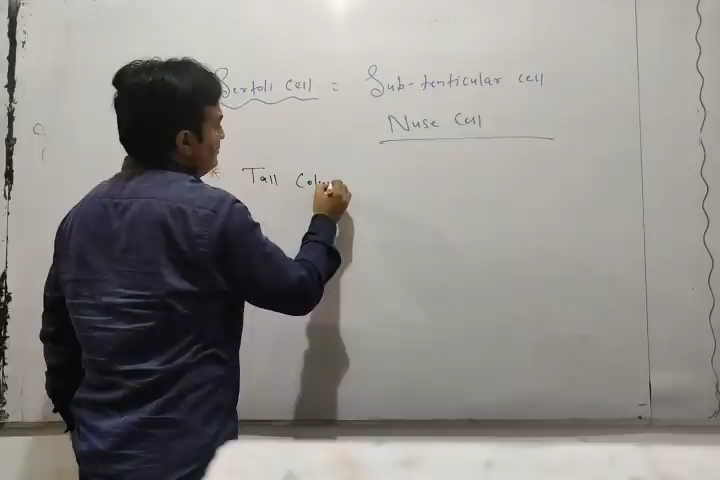 Sertoli Cell = Sub-tenticular cell
Nuse Cell
* Tall Colu